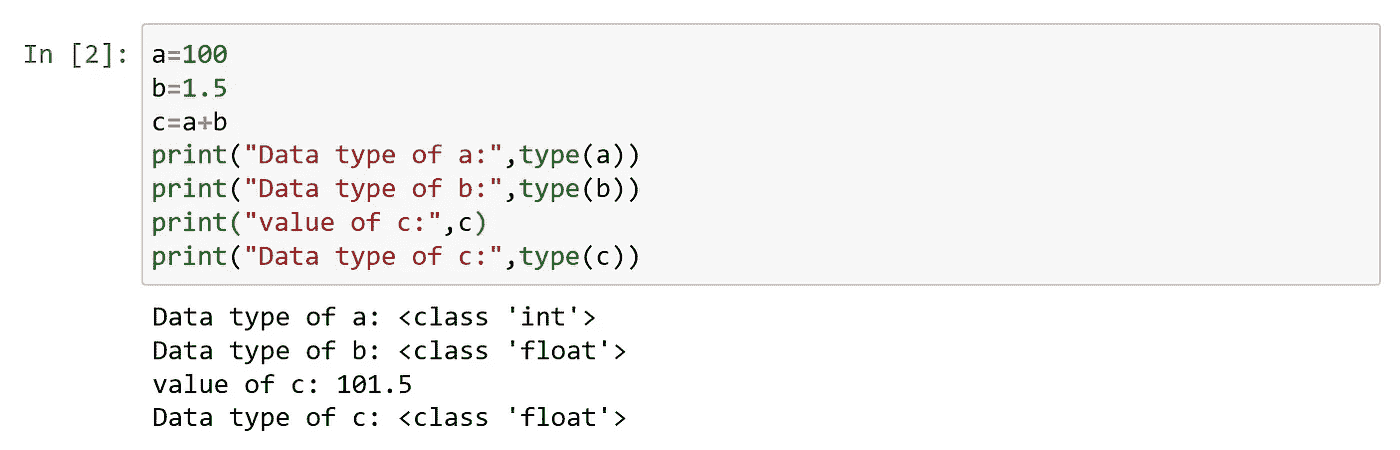 In [2]: a=100
b=1.5
c=a+b
print("Data type of a:",type(a))
print("Data type of b:",type(b))
print("value of c:",c)
print("Data type of c:",type(c))
Data type of a: <class 'int'>
Data type of b: <class 'float'>
value of c: 101.5
Data type of c: <class 'float'>